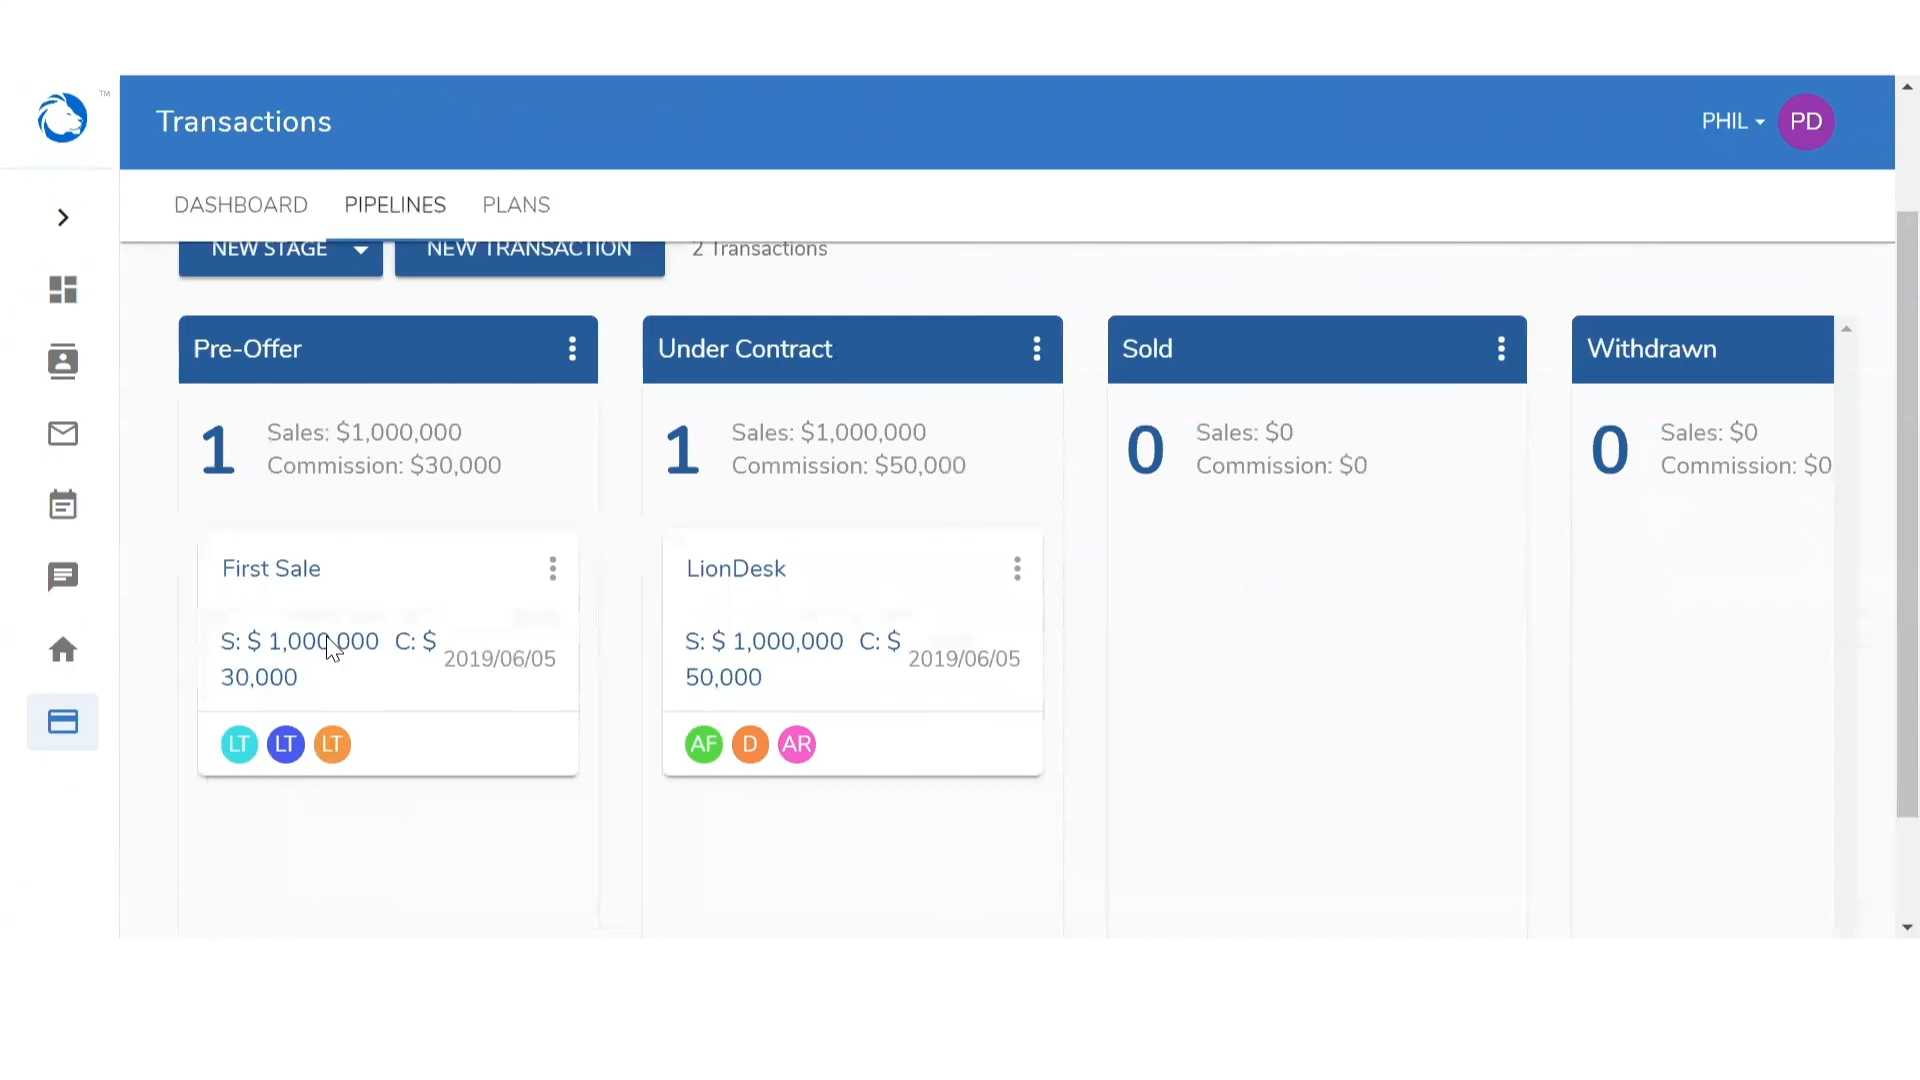 TM
Transactions
PHIL
PD
DASHBOARD PIPELINES PLANS
NEW STAGE NEW TRANSACTION 2 Transactions
Pre-Offer
1
Sales: $1,000,000
Commission: $30,000
First Sale
S: $ 1,000,000 C: $
30,000
2019/06/05
LT LT LT
Under Contract
1
Sales: $1,000,000
Commission: $50,000
LionDesk
S: $ 1,000,000 C: $
50,000
2019/06/05
AF D AR
Sold
0
Sales: $0
Commission: $0
Withdrawn
0
Sales: $0
Commission: $0